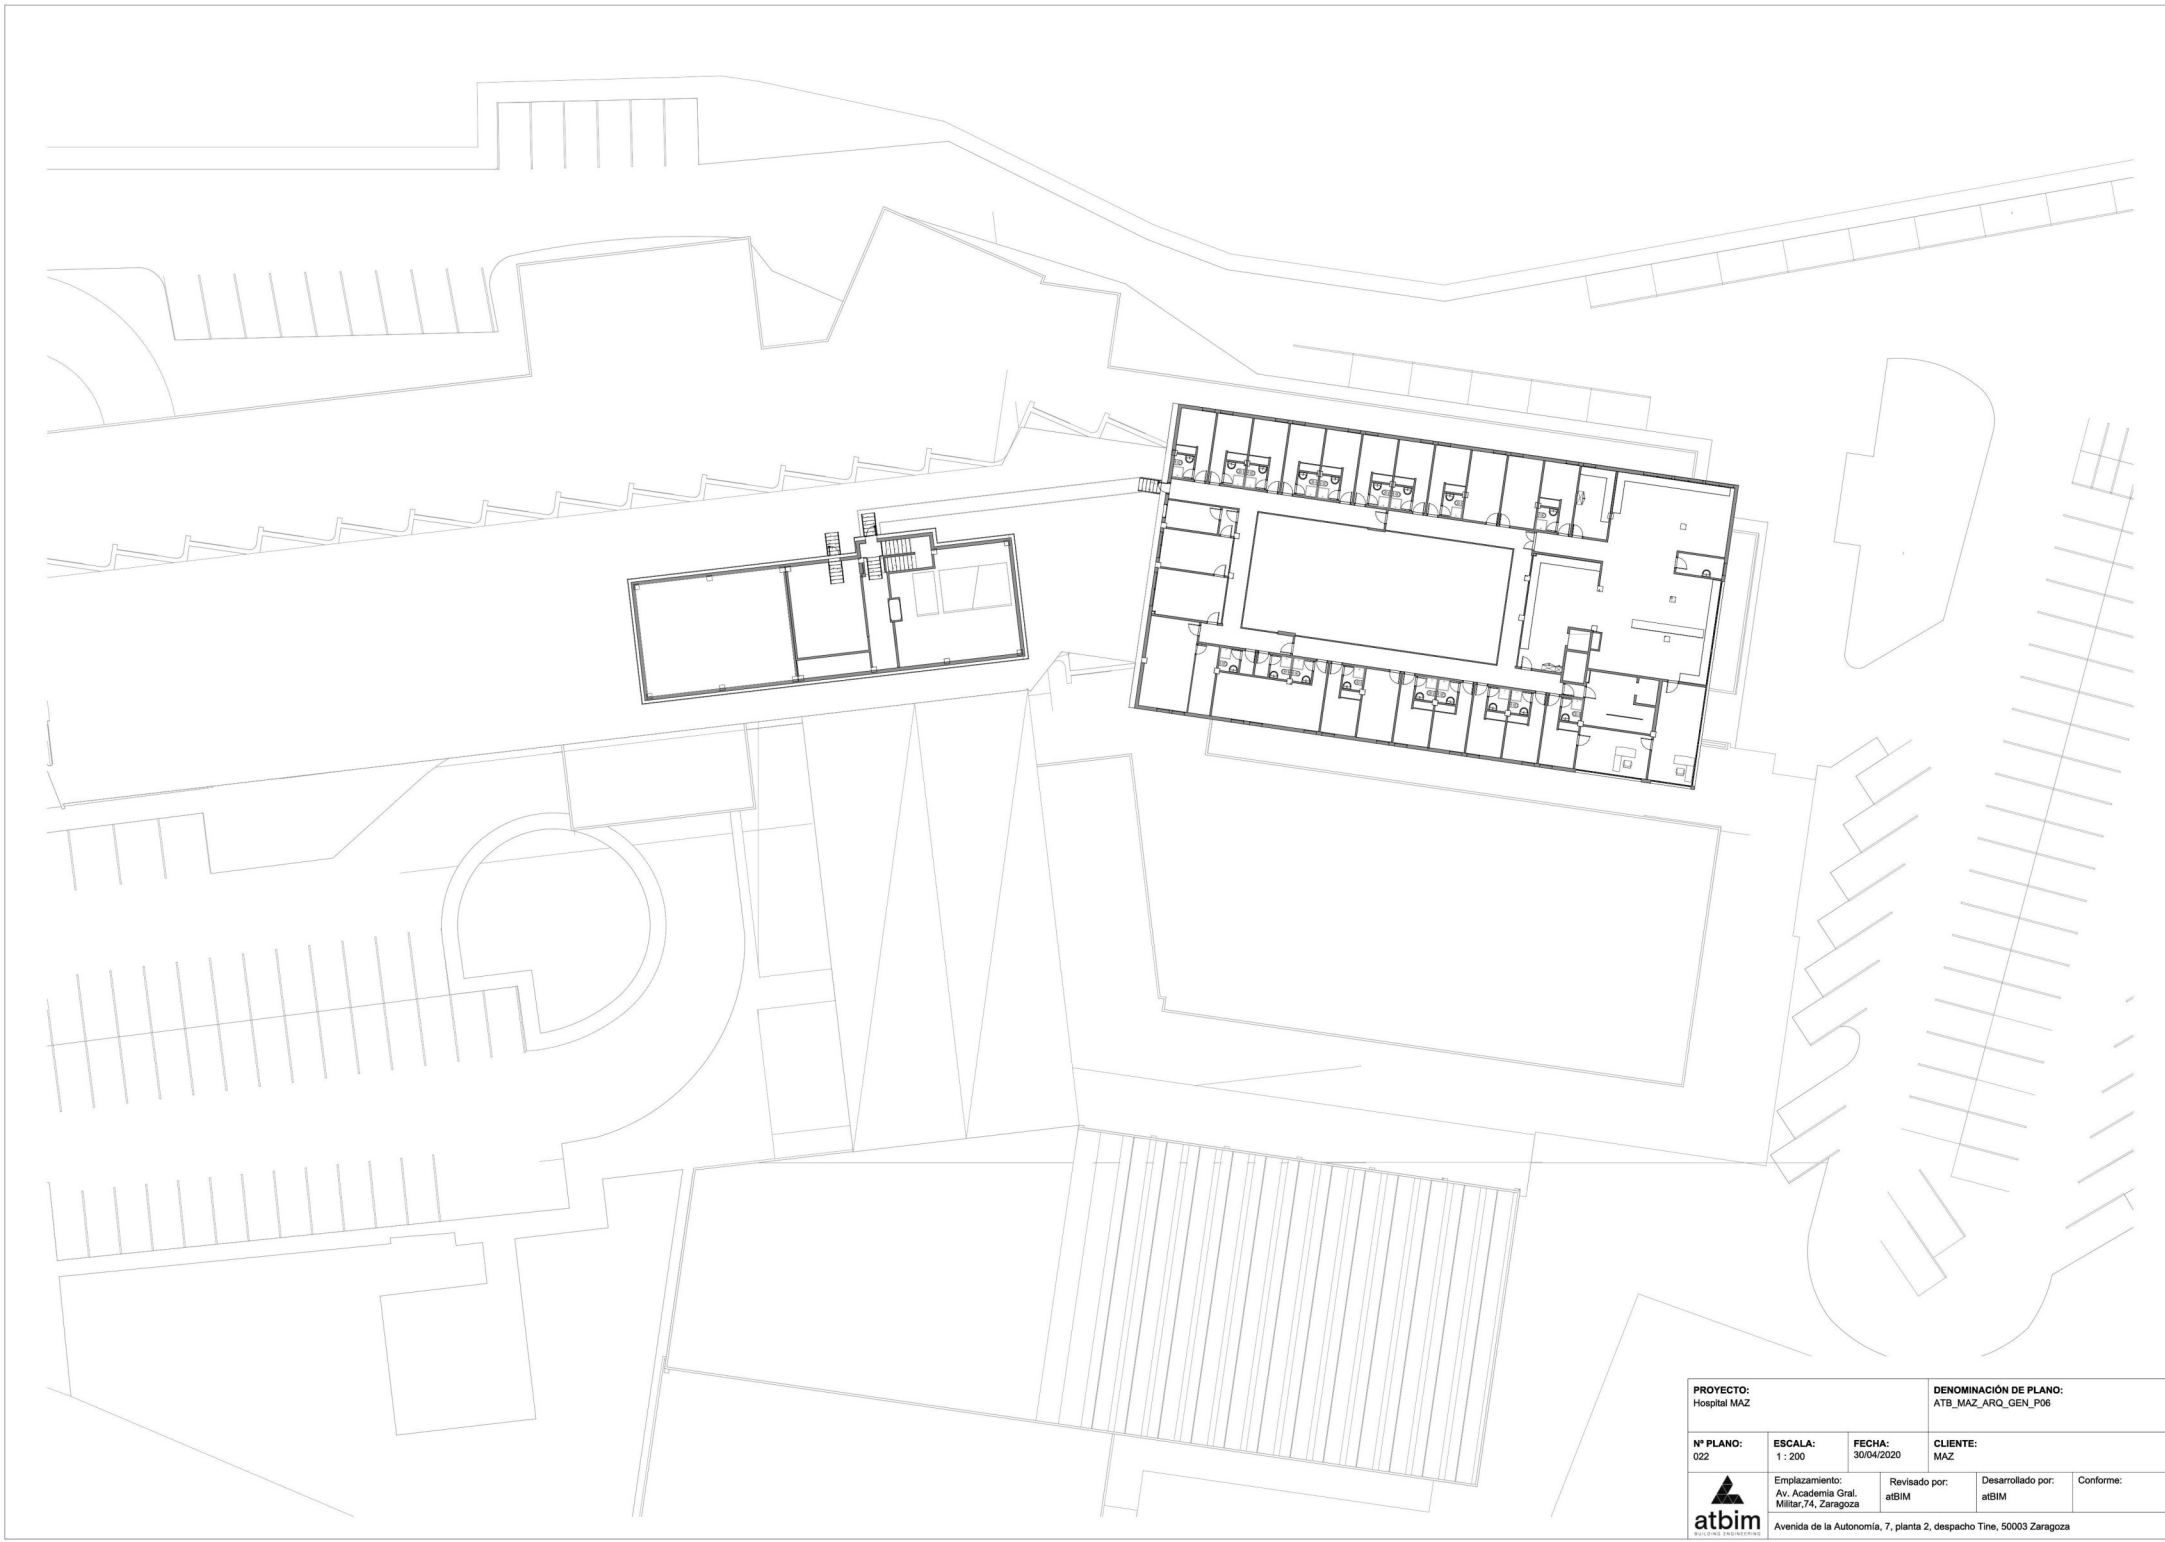 PROYECTO:
Hospital MAZ
DENOMINACIÓN DE PLANO:
ATB_MAZ_ARQ_GEN_P06
Nº PLANO:
022
ESCALA:
1 : 200
FECHA:
30/04/2020
CLIENTE:
MAZ
atbim
BUILDING ENGINEERING
Emplazamiento:
Av. Academia Gral.
Militar,74, Zaragoza
Revisado por:
atBIM
Desarrollado por:
atBIM
Conforme:
Avenida de la Autonomía, 7, planta 2, despacho Tine, 50003 Zaragoza